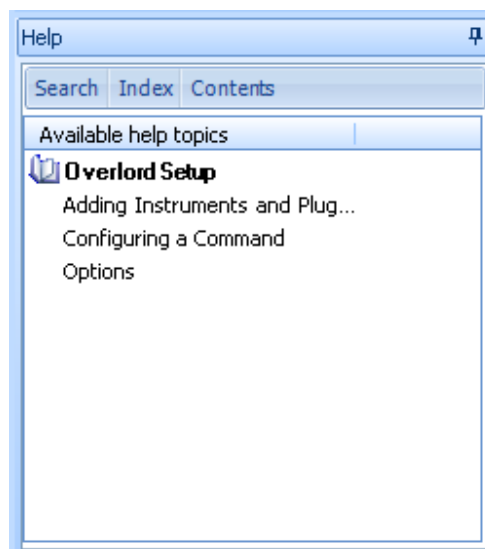 Help
Search Index Contents
Available help topics
Overlord Setup
Adding Instruments and Plug...
Configuring a Command
Options